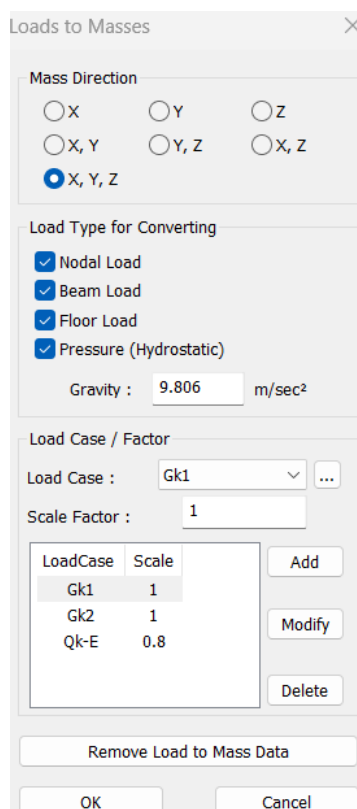 Loads to Masses
Mass Direction
X Y Z
X, Y Y, Z X, Z
X, Y, Z
Load Type for Converting
Nodal Load
Beam Load
Floor Load
Pressure (Hydrostatic)
Gravity : 9.806 m/sec²
Load Case / Factor
Load Case : Gk1 ...
Scale Factor : 1
LoadCase Scale
Gk1 1
Gk2 1
Qk-E 0.8
Add
Modify
Delete
Remove Load to Mass Data
OK Cancel